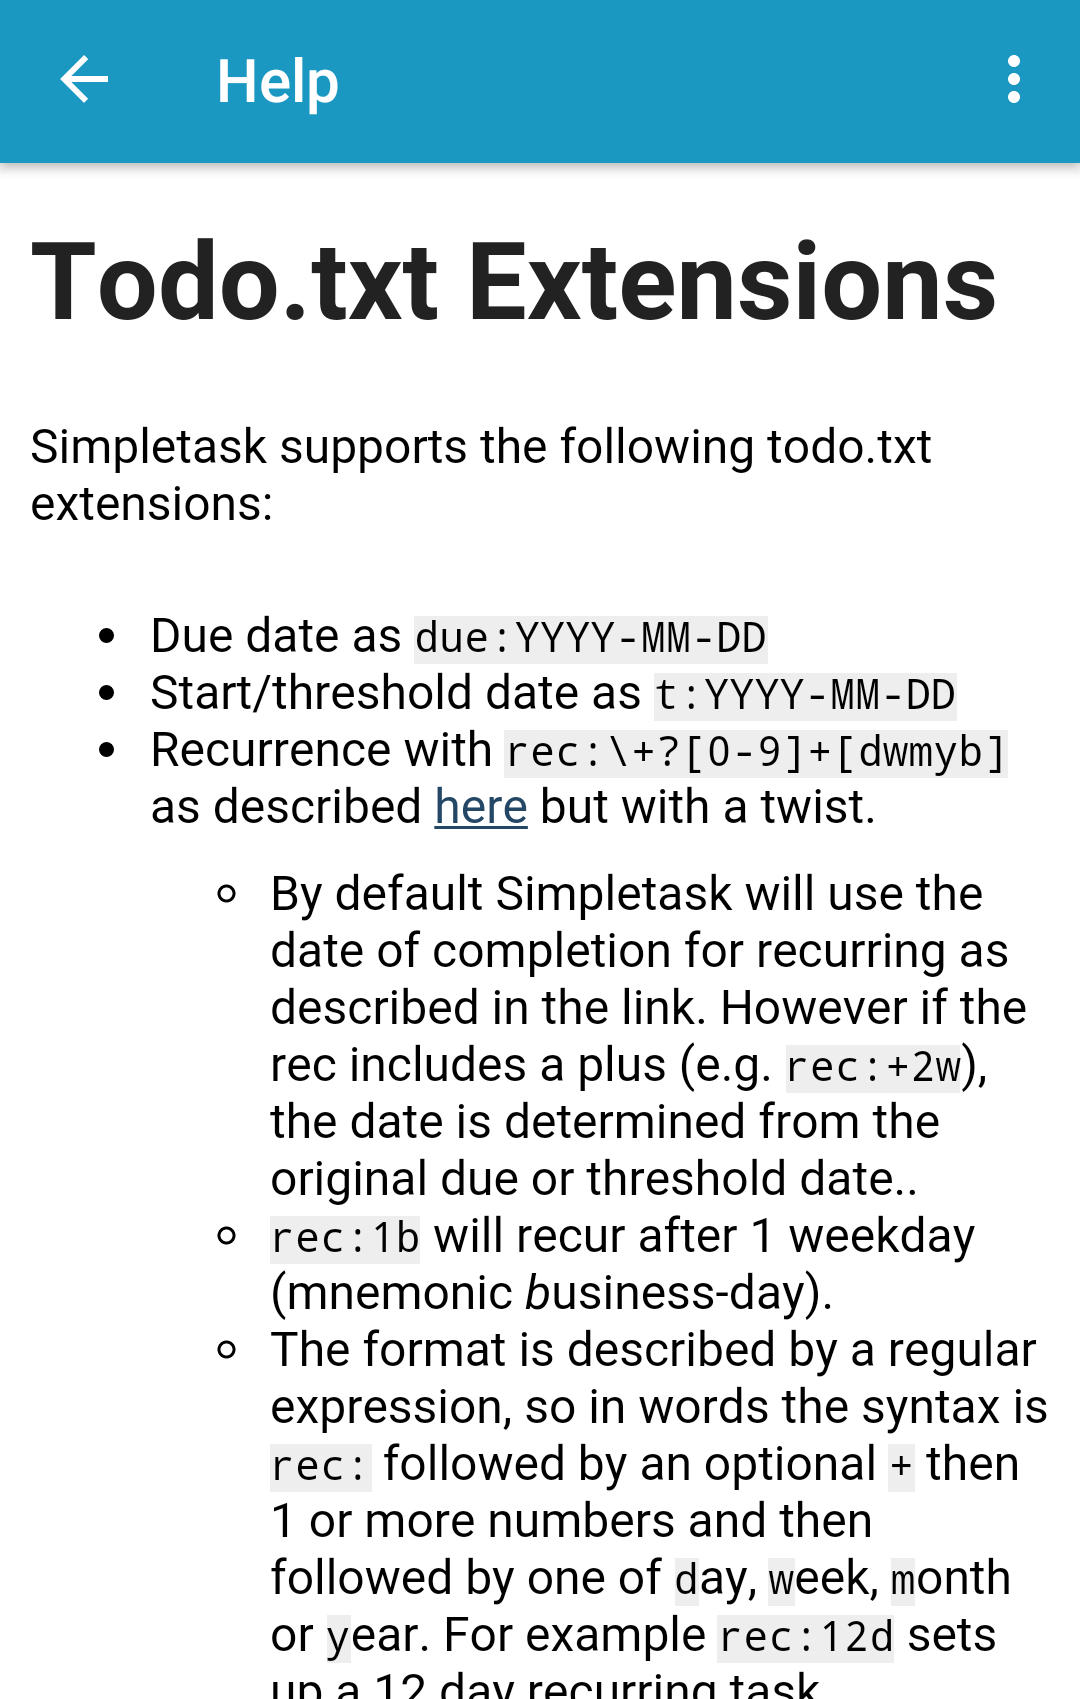 Help
Todo.txt Extensions
Simpletask supports the following todo.txt
extensions:
Due date as due:YYYY-MM-DD
Start/threshold date as t:YYYY-MM-DD
Recurrence with rec:\+?[0-9]+[dwmyb]
as described here but with a twist.
By default Simpletask will use the
date of completion for recurring as
described in the link. However if the
rec includes a plus (e.g. rec:+2w),
the date is determined from the
original due or threshold date..
rec:1b will recur after 1 weekday
(mnemonic business-day).
The format is described by a regular
expression, so in words the syntax is
rec: followed by an optional + then
1 or more numbers and then
followed by one of day, week, month
or year. For example rec:12d sets
up a 12 day recurring task